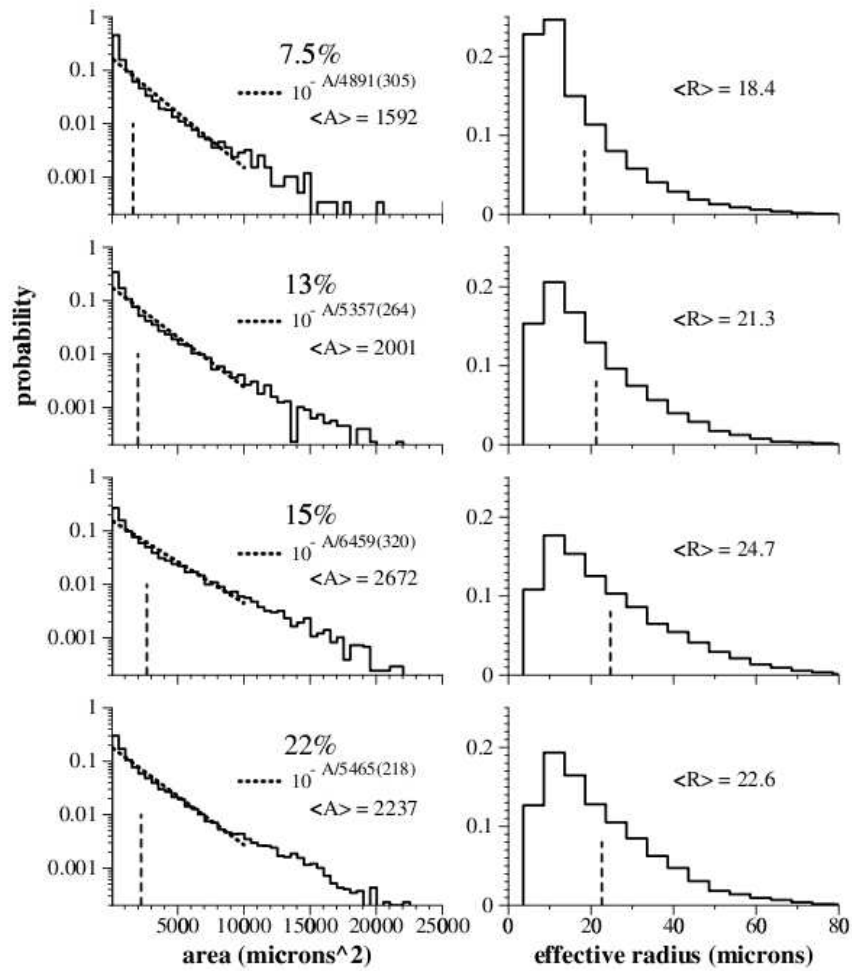 1
0.1
0.01
0.001
7.5%
10^- A/4891(305)
<A> = 1592
0.2
0.1
0
<R> = 18.4
probability
1
0.1
0.01
0.001
13%
10^- A/5357(264)
<A> = 2001
0.2
0.1
0
<R> = 21.3
1
0.1
0.01
0.001
15%
10^- A/6459(320)
<A> = 2672
0.2
0.1
0
<R> = 24.7
1
0.1
0.01
0.001
22%
10^- A/5465(218)
<A> = 2237
0.2
0.1
0
<R> = 22.6
5000 10000 15000 20000 25000
area (microns^2)
0 20 40 60 80
effective radius (microns)